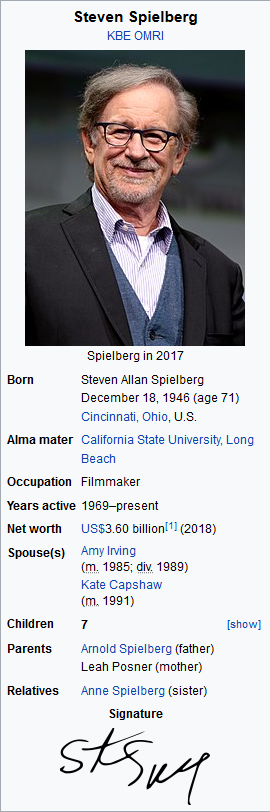 Steven Spielberg
KBE OMRI
Spielberg in 2017
Born Steven Allan Spielberg
December 18, 1946 (age 71)
Cincinnati, Ohio, U.S.
Alma mater California State University, Long
Beach
Occupation Filmmaker
Years active 1969–present
Net worth US$3.60 billion[1] (2018)
Spouse(s) Amy Irving
(m. 1985; div. 1989)
Kate Capshaw
(m. 1991)
Children 7 [show]
Parents Arnold Spielberg (father)
Leah Posner (mother)
Relatives Anne Spielberg (sister)
Signature